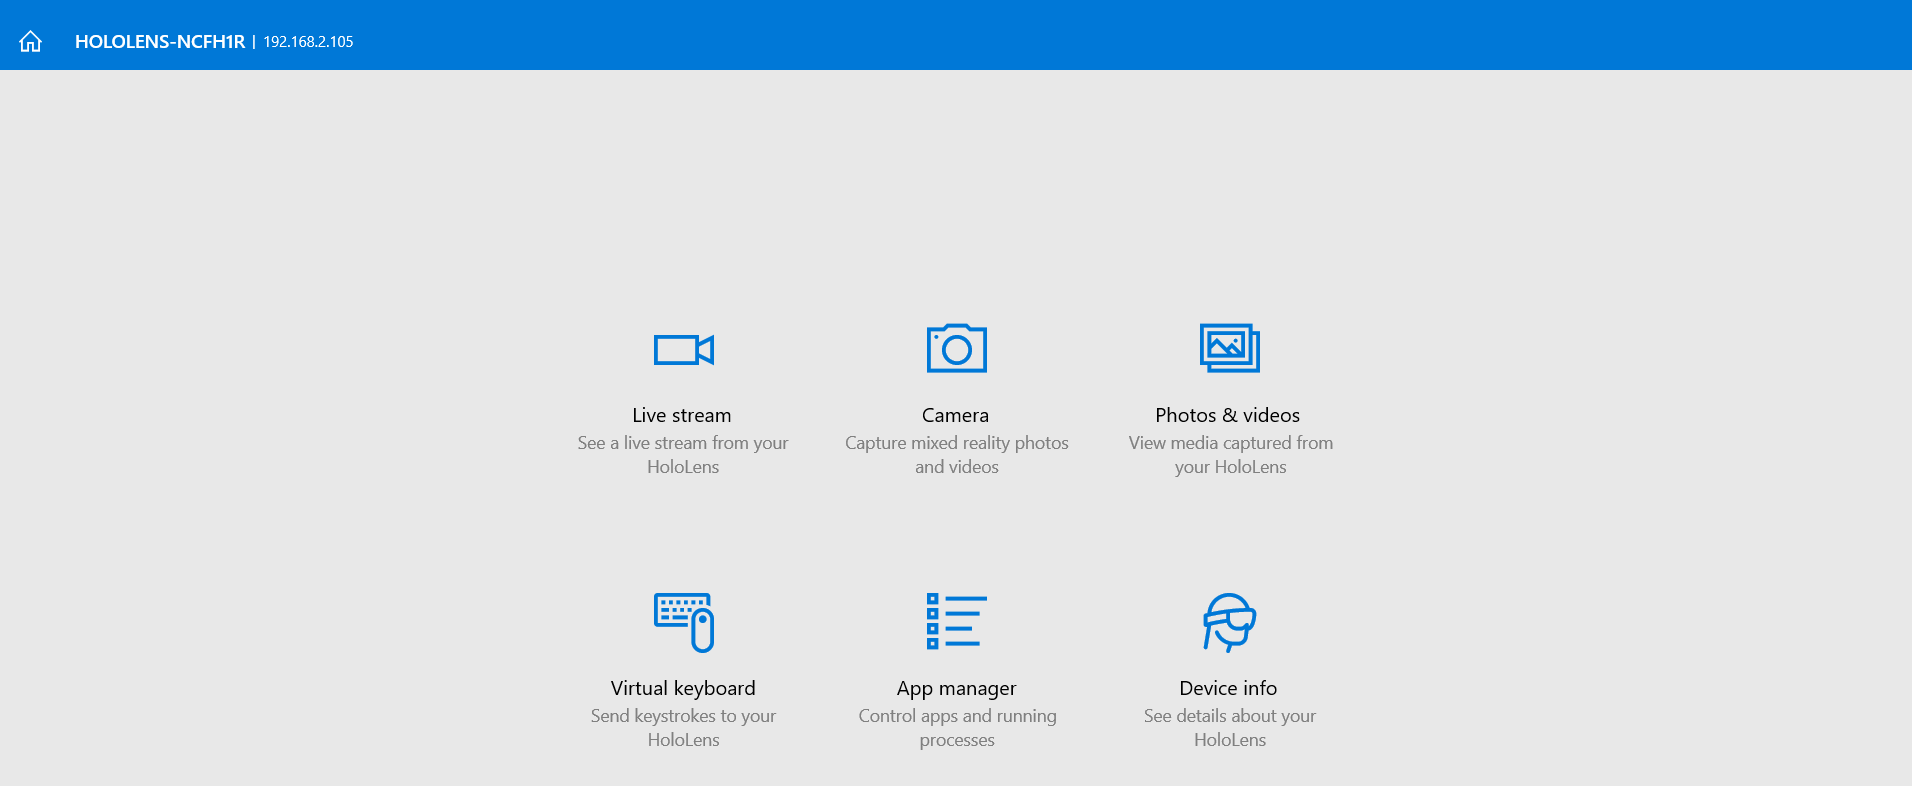 HOLOLENS-NCFH1R | 192.168.2.105
Live stream
See a live stream from your
HoloLens
Camera
Capture mixed reality photos
and videos
Photos & videos
View media captured from
your HoloLens
Virtual keyboard
Send keystrokes to your
HoloLens
App manager
Control apps and running
processes
Device info
See details about your
HoloLens